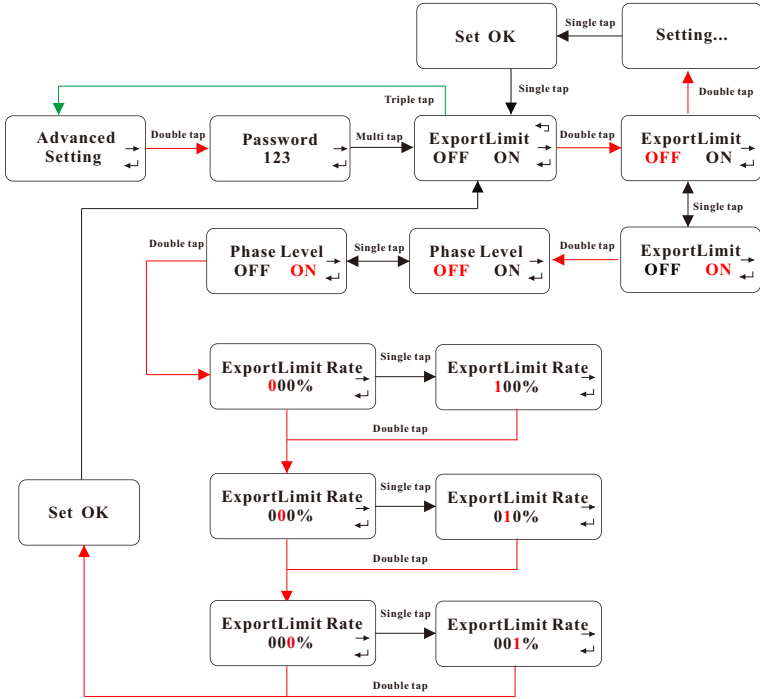 Set OK
Single tap
Setting...
Single tap
Double tap
Triple tap
Advanced
Setting
Double tap
Password
123
Multi tap
ExportLimit
OFF ON
Double tap
ExportLimit
OFF ON
Single tap
Double tap
Phase Level
OFF ON
Single tap
Phase Level
OFF ON
Double tap
ExportLimit
OFF ON
ExportLimit Rate
000%
Single tap
ExportLimit Rate
100%
Double tap
ExportLimit Rate
000%
Single tap
ExportLimit Rate
010%
Set OK
Double tap
ExportLimit Rate
000%
Single tap
ExportLimit Rate
001%
Double tap